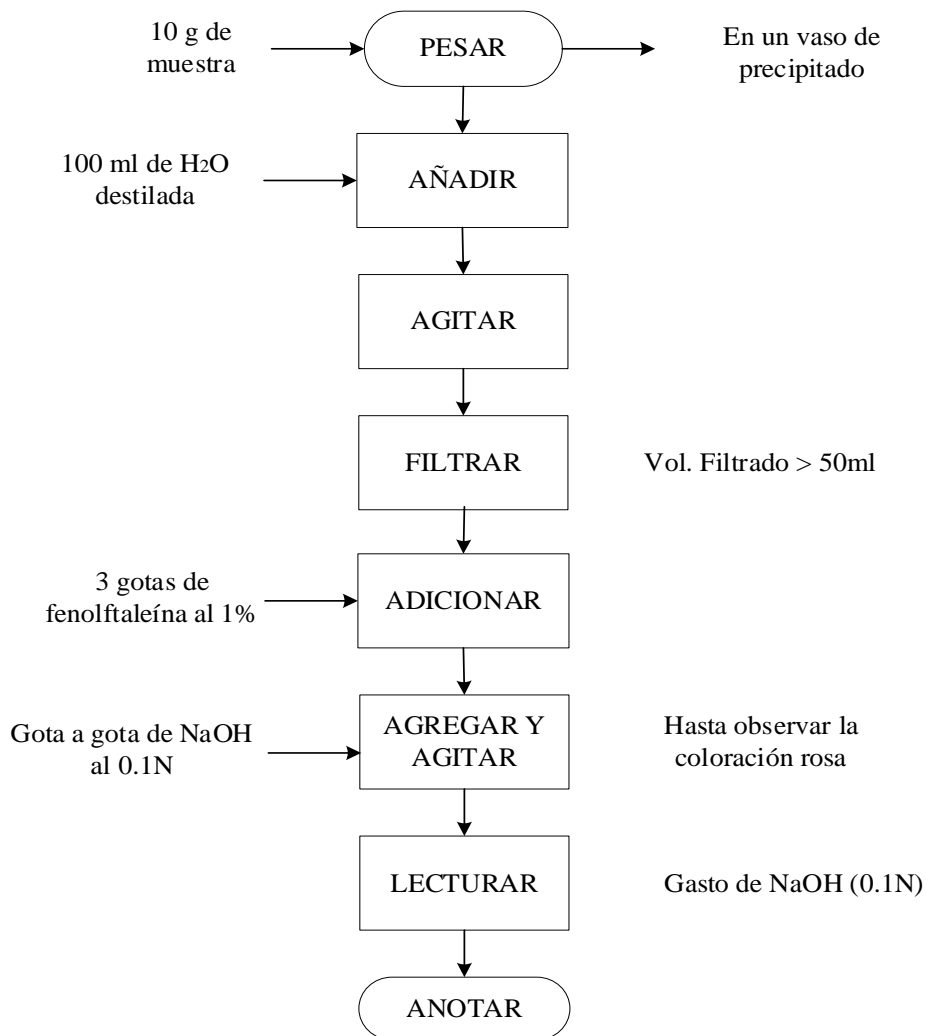 10 g de
muestra
PESAR
En un vaso de
precipitado
100 ml de H2O
destilada
AÑADIR
AGITAR
FILTRAR
Vol. Filtrado > 50ml
3 gotas de
fenolftaleína al 1%
ADICIONAR
Gota a gota de NaOH
al 0.1N
AGREGAR Y
AGITAR
Hasta observar la
coloración rosa
LECTURAR
Gasto de NaOH (0.1N)
ANOTAR